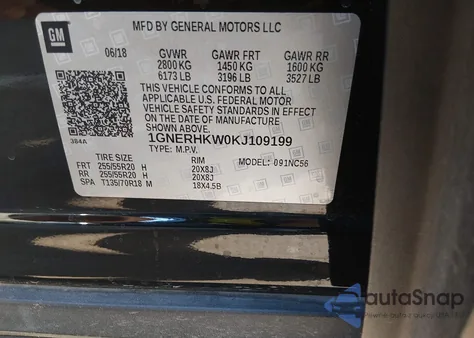 GM
MFD BY GENERAL MOTORS LLC
06/18 GVWR GAWR FRT GAWR RR
2800 KG 1450 KG 1600 KG
6173 LB 3196 LB 3527 LB
THIS VEHICLE CONFORMS TO ALL
APPLICABLE U.S. FEDERAL MOTOR
VEHICLE SAFETY STANDARDS IN EFFECT
ON THE DATE OF MANUFACTURE
SHOWN ABOVE.
1GNERHKW0KJ109199
TYPE: M.P.V. MODEL: 091NC56
384A
TIRE SIZE RIM
FRT 255/55R20 H 20X8J
RR 255/55R20 H 20X8J
SPA T135/70R18 M 18X4.5B
autoSnap